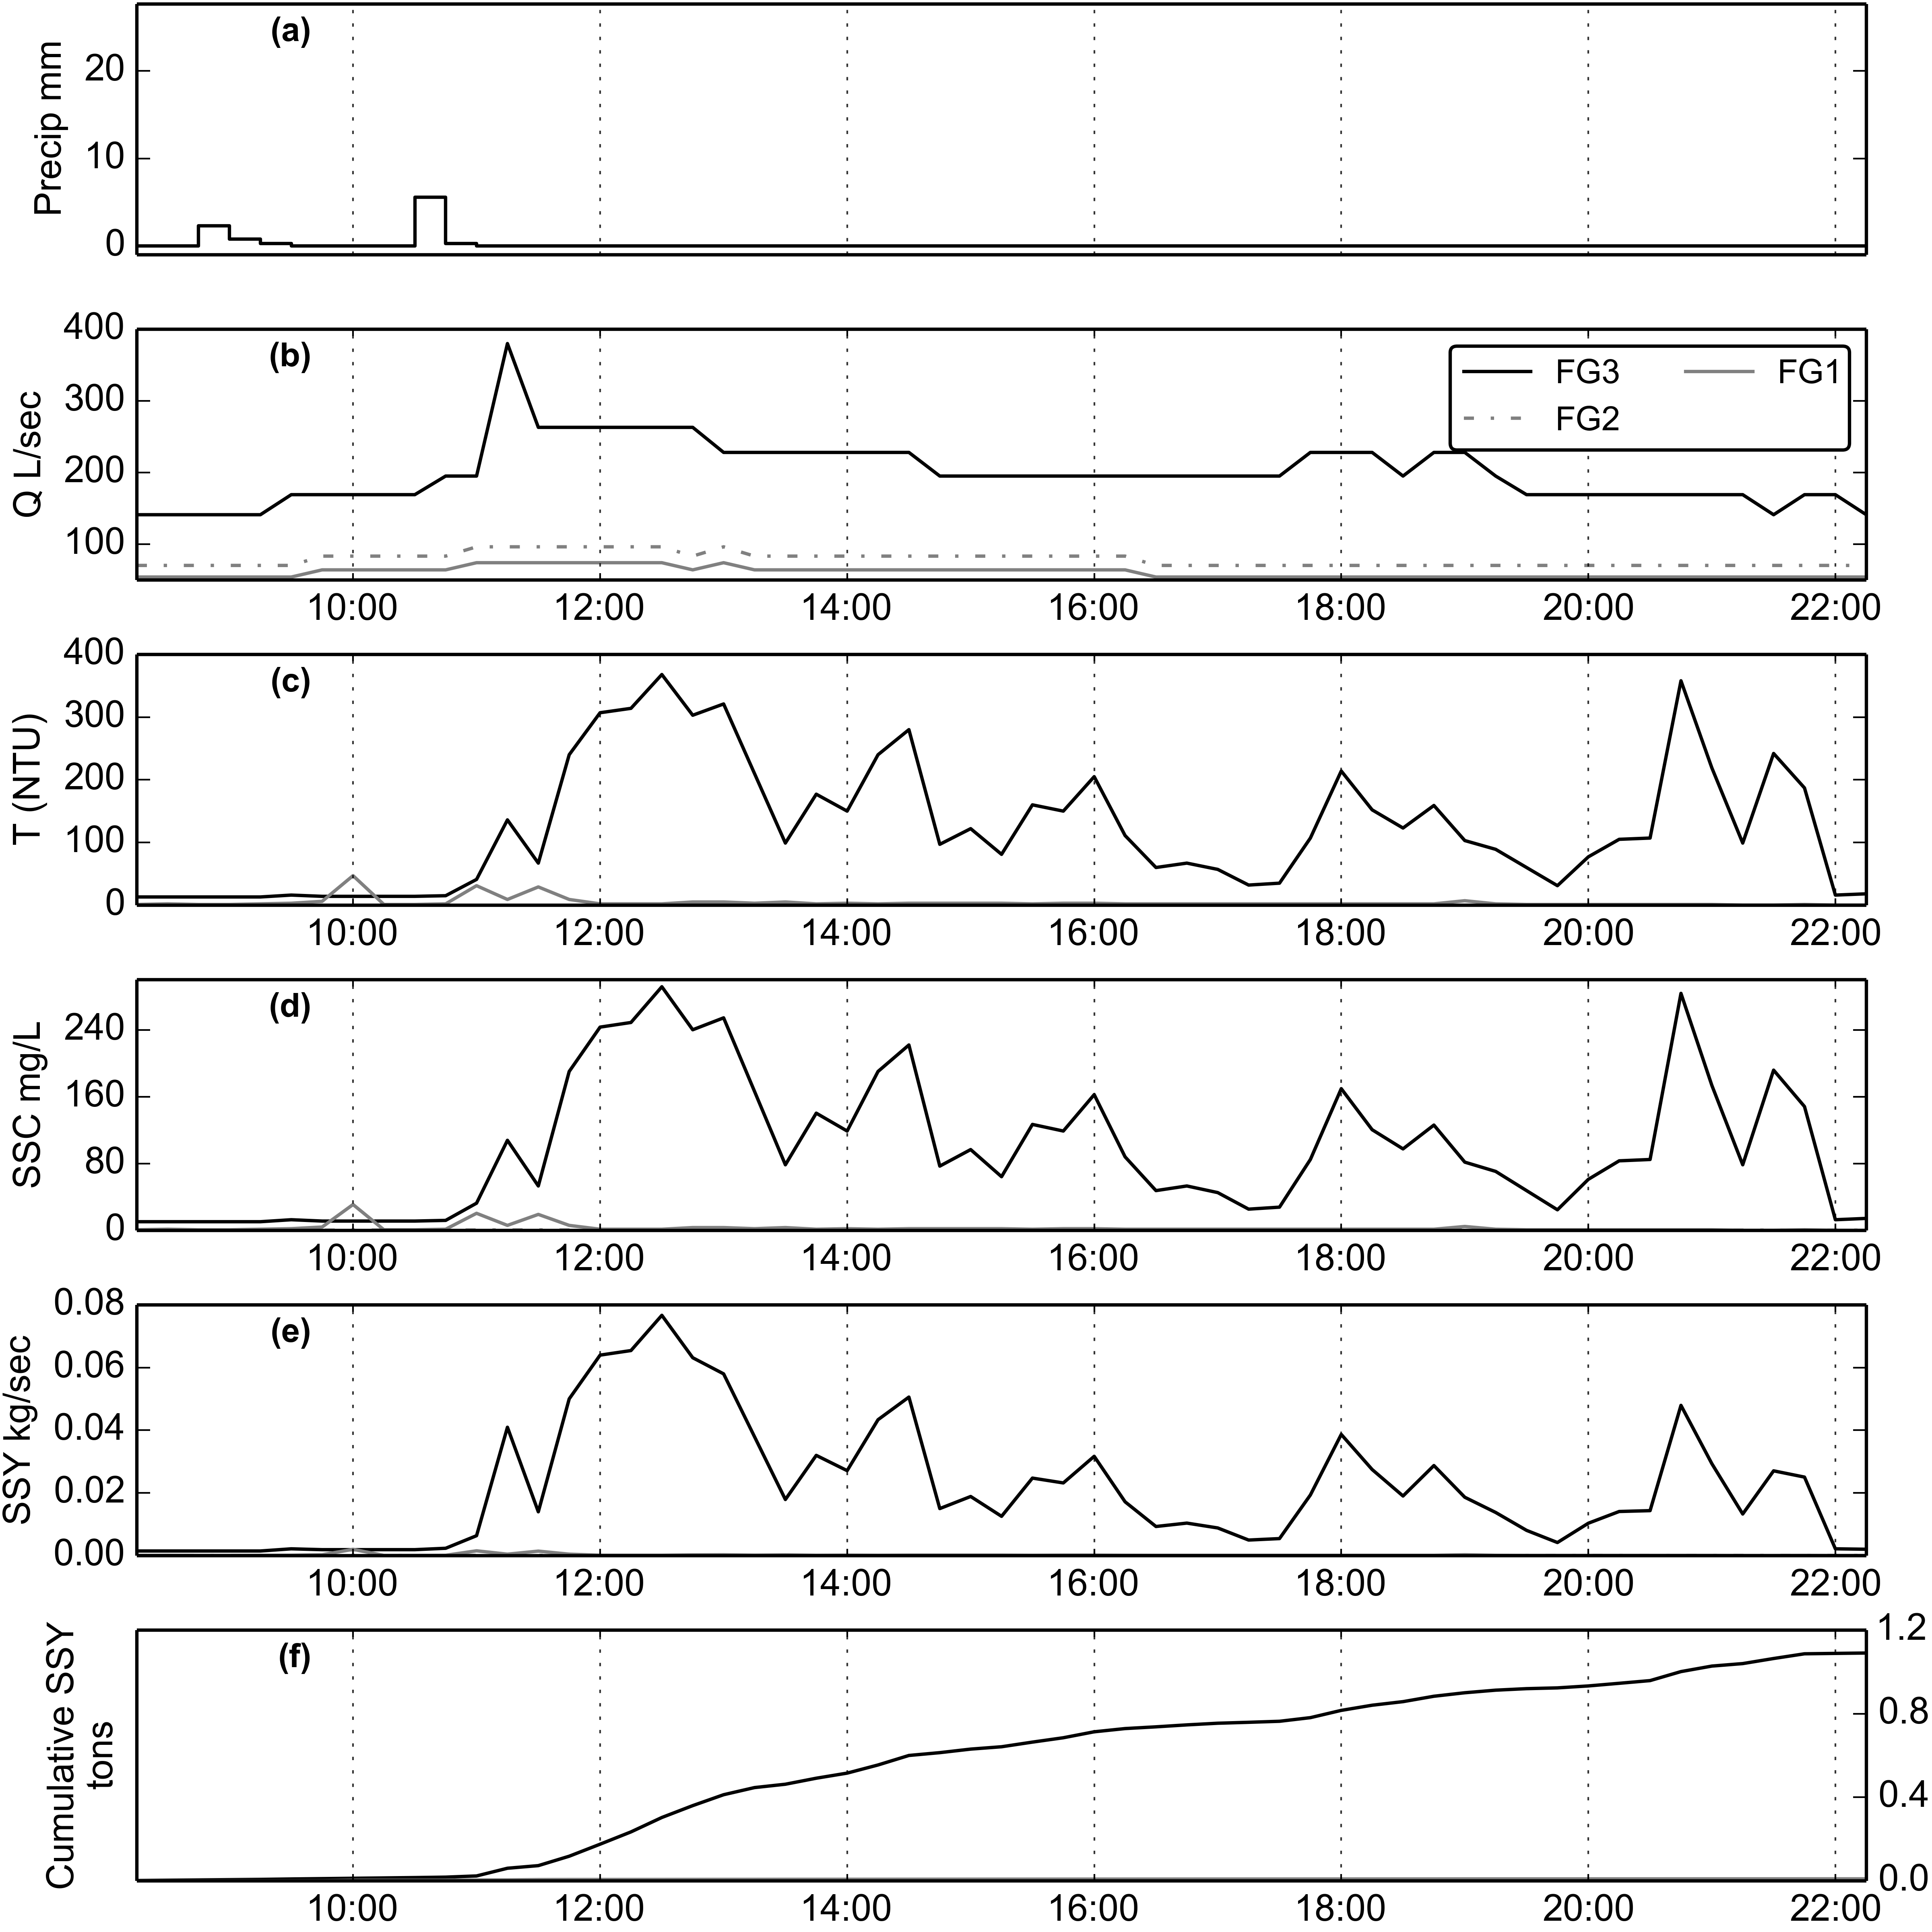 (a)
Precip mm
20
10
0
(b)
Q L/sec
400
300
200
100
FG3 FG1
FG2
10:00 12:00 14:00 16:00 18:00 20:00 22:00
(c)
T (NTU)
400
300
200
100
0
10:00 12:00 14:00 16:00 18:00 20:00 22:00
(d)
SSC mg/L
240
160
80
0
10:00 12:00 14:00 16:00 18:00 20:00 22:00
(e)
SSY kg/sec
0.08
0.06
0.04
0.02
0.00
10:00 12:00 14:00 16:00 18:00 20:00 22:00
(f)
Cumulative SSY
tons
1.2
0.8
0.4
0.0
10:00 12:00 14:00 16:00 18:00 20:00 22:00